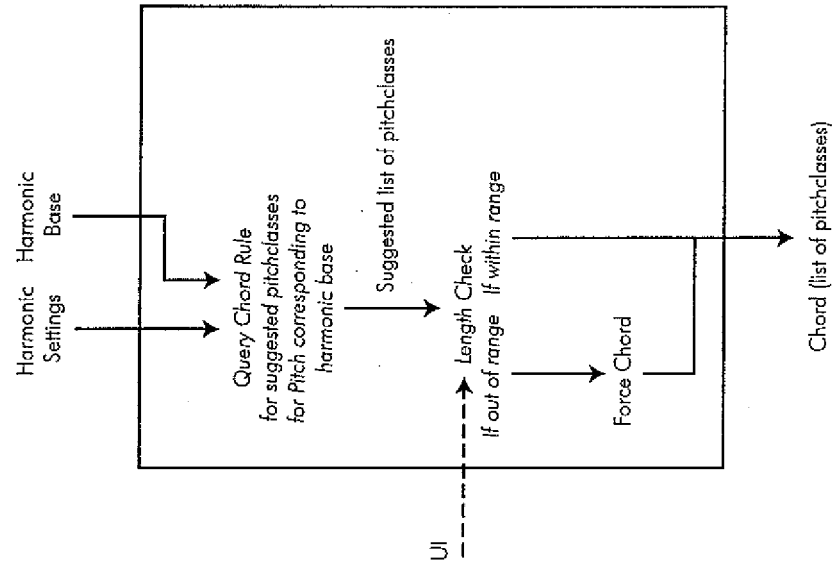 Harmonic Harmonic
Settings Base
Query Chord Rule
for suggested pitchclasses
for Pitch corresponding to
harmonic base
Suggested list of pitchclasses
UI
Length Check
If out of range If within range
Force Chord
Chord (list of pitchclasses)